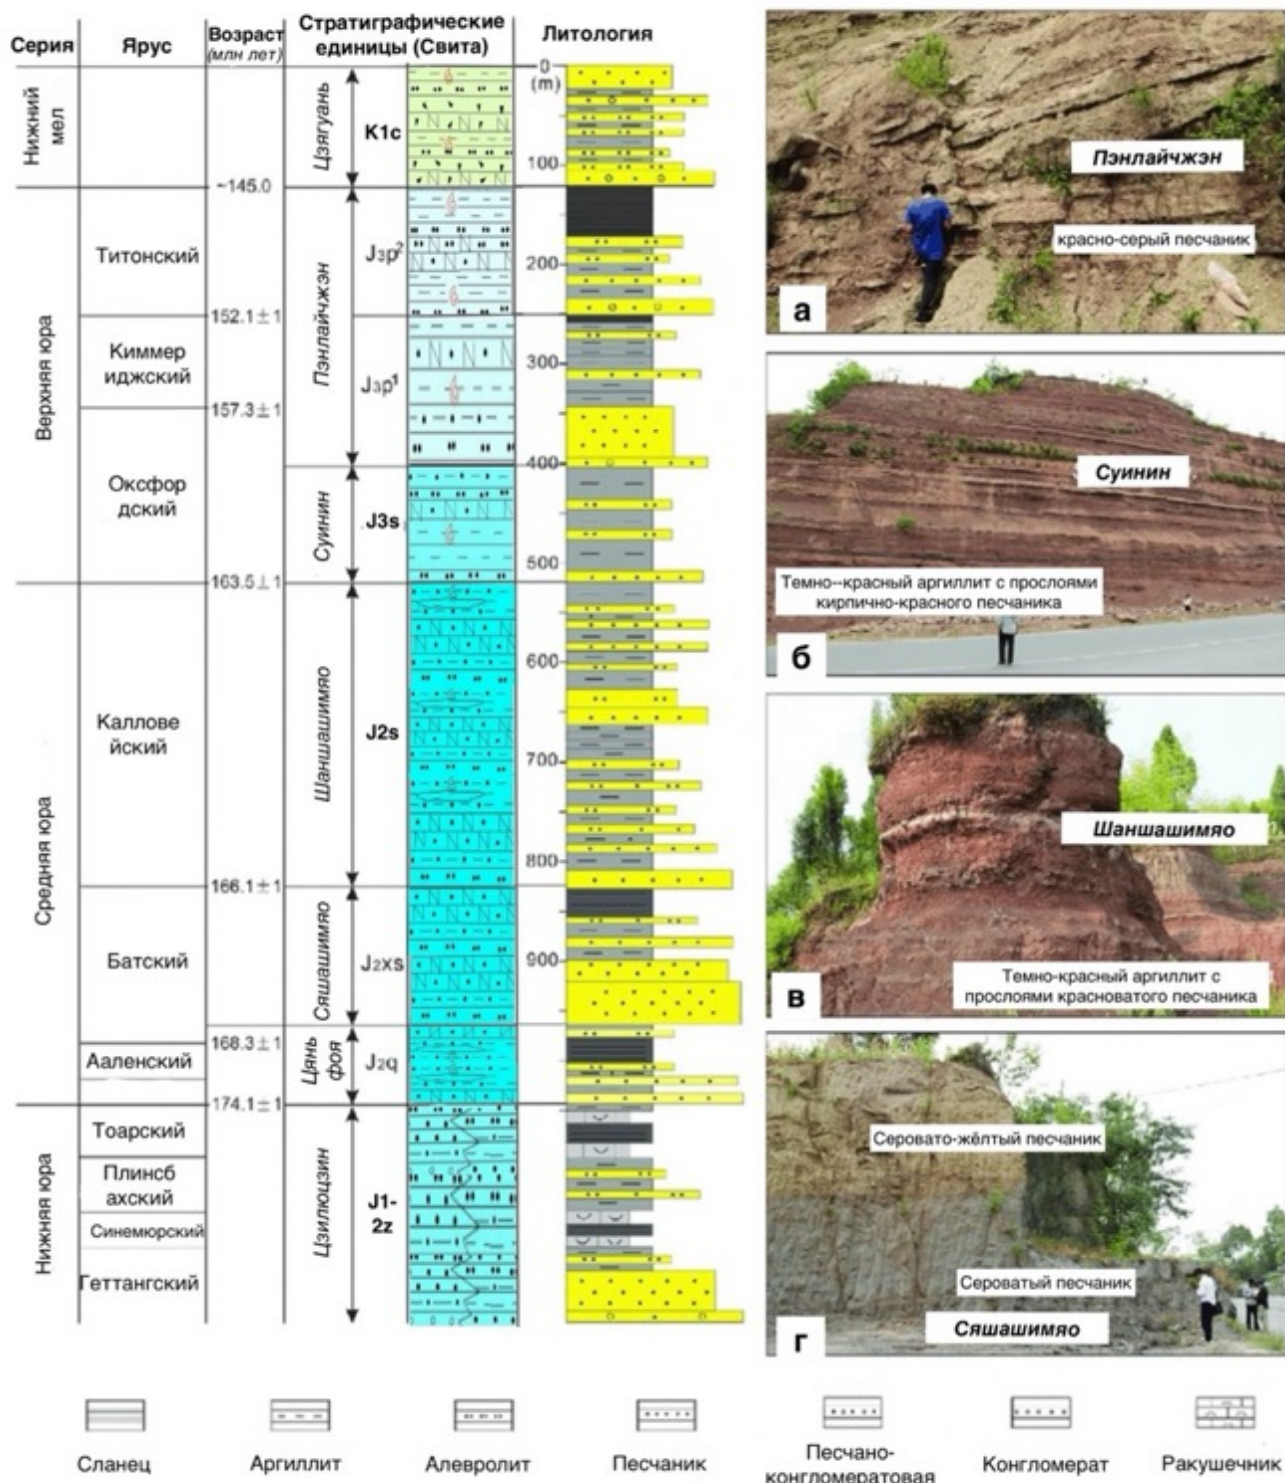 Серия
Ярус
Возраст
(млн лет)
Стратиграфические
единицы (Свита)
Литология
Нижний
мел
Верхняя юра
Средняя юра
Нижняя юра
Титонский
Киммер
иджский
Оксфор
дский
Каллове
йский
Батский
Ааленский
Тоарский
Плинсб
ахский
Синемюрский
Геттангский
~145.0
152.1±1
157.3±1
163.5±1
166.1±1
168.3±1
174.1±1
Цзягуань
Пэнлайчжэн
Суинин
Шаншашимяо
Сяшашимяо
Цянь
фоя
Цзилюцзин
K1c
J3p2
J3p1
J3s
J2s
J2xs
J2q
J1-
2z
0
(m)
100
200
300
400
500
600
700
800
900
Пэнлайчжэн
красно-серый песчаник
а
Суинин
Темно--красный аргиллит с прослоями
кирпично-красного песчаника
б
Шаншашимяо
Темно-красный аргиллит с
прослоями красноватого песчаника
в
Серовато-жёлтый песчаник
Сероватый песчаник
Сяшашимяо
г
Сланец
Аргиллит
Алевролит
Песчаник
Песчано-
конгломератовая
Конгломерат
Ракушечник